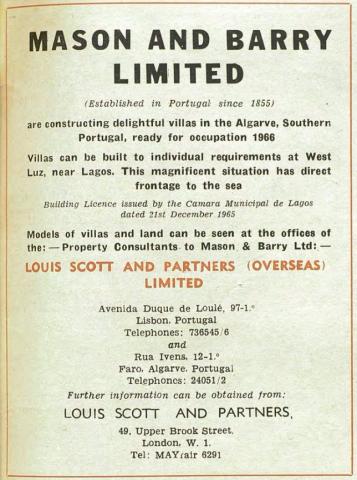 MASON AND BARRY
LIMITED
(Established in Portugal since 1855)
are constructing delightful villas in the Algarve, Southern
Portugal, ready for occupation 1966
Villas can be built to individual requirements at West
Luz, near Lagos. This magnificent situation has direct
frontage to the sea
Building Licence issued by the Camara Municipal de Lagos
dated 21st December 1965
Models of villas and land can be seen at the offices of
the: — Property Consultants to Mason & Barry Ltd: —
LOUIS SCOTT AND PARTNERS (OVERSEAS)
LIMITED
Avenida Duque de Loulé, 97-1.º
Lisbon, Portugal
Telephones: 736545/6
and
Rua Ivens, 12-1.º
Faro, Algarve, Portugal
Telephones: 24051/2
Further information can be obtained from:
LOUIS SCOTT AND PARTNERS,
49, Upper Brook Street,
London, W. 1.
Tel: MAYfair 6291